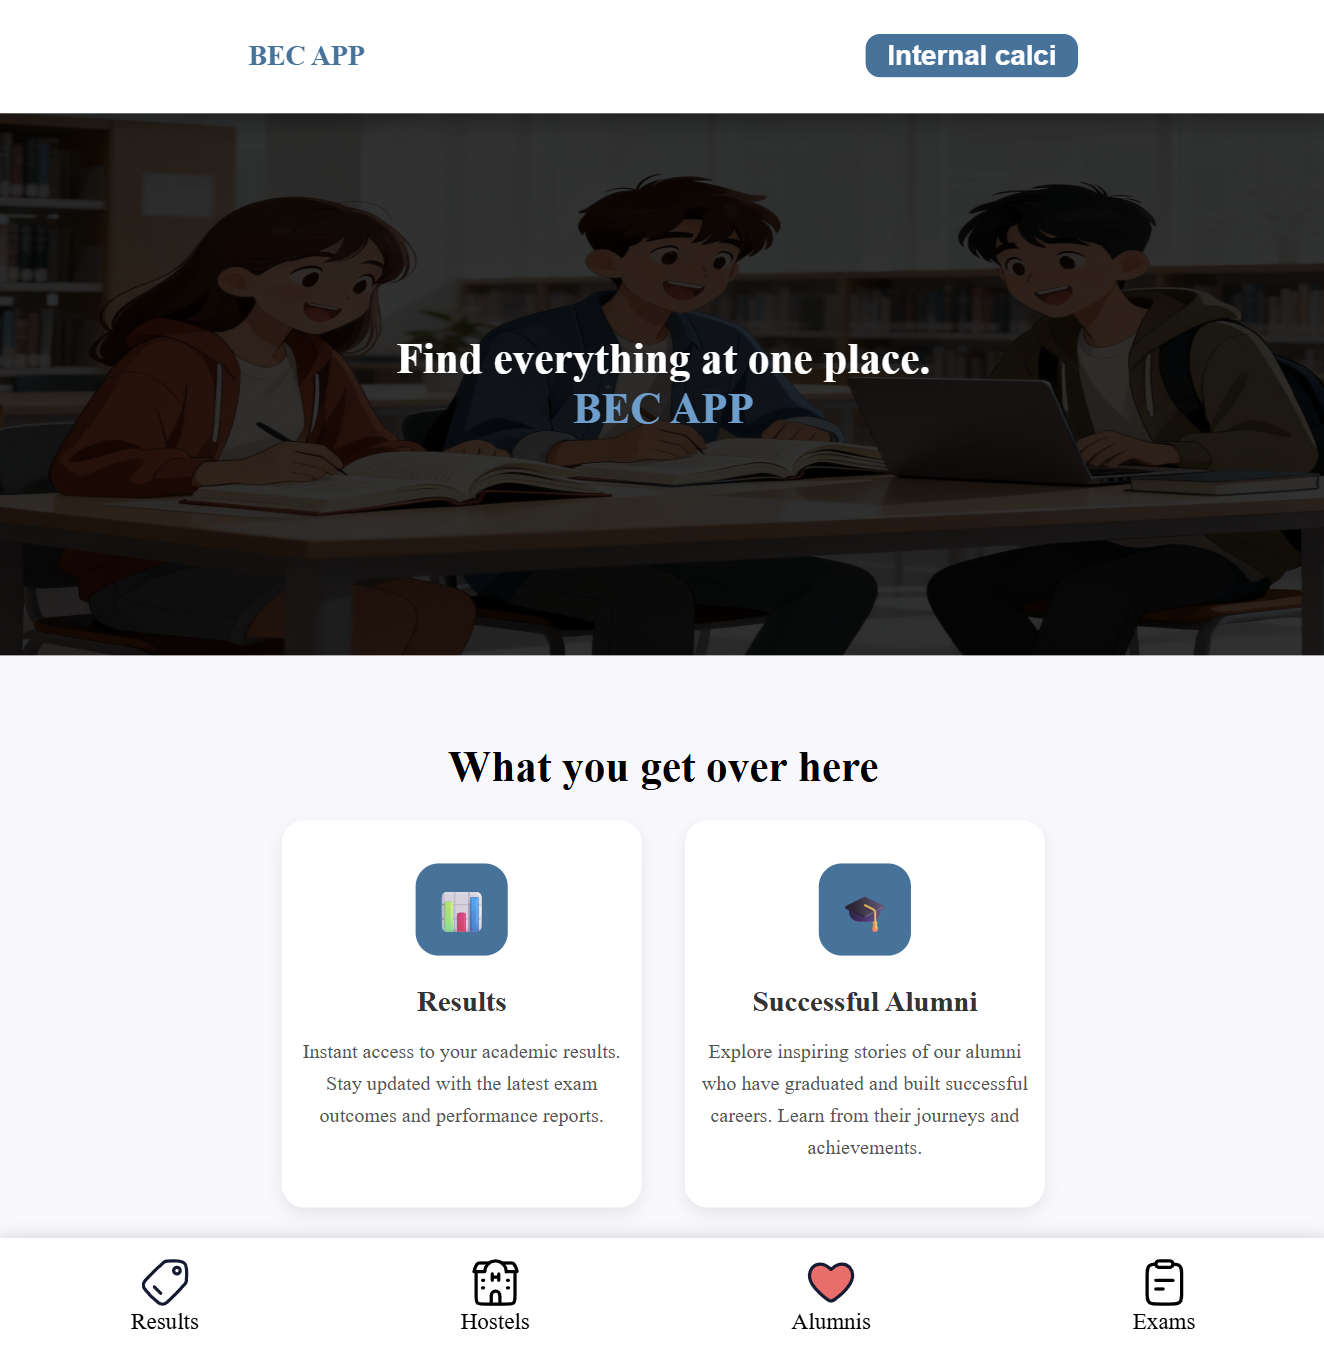 BEC APP
Internal calci
Find everything at one place.
BEC APP
What you get over here
Results
Instant access to your academic results.
Stay updated with the latest exam
outcomes and performance reports.
Successful Alumni
Explore inspiring stories of our alumni
who have graduated and built successful
careers. Learn from their journeys and
achievements.
Results
Hostels
Alumnis
Exams